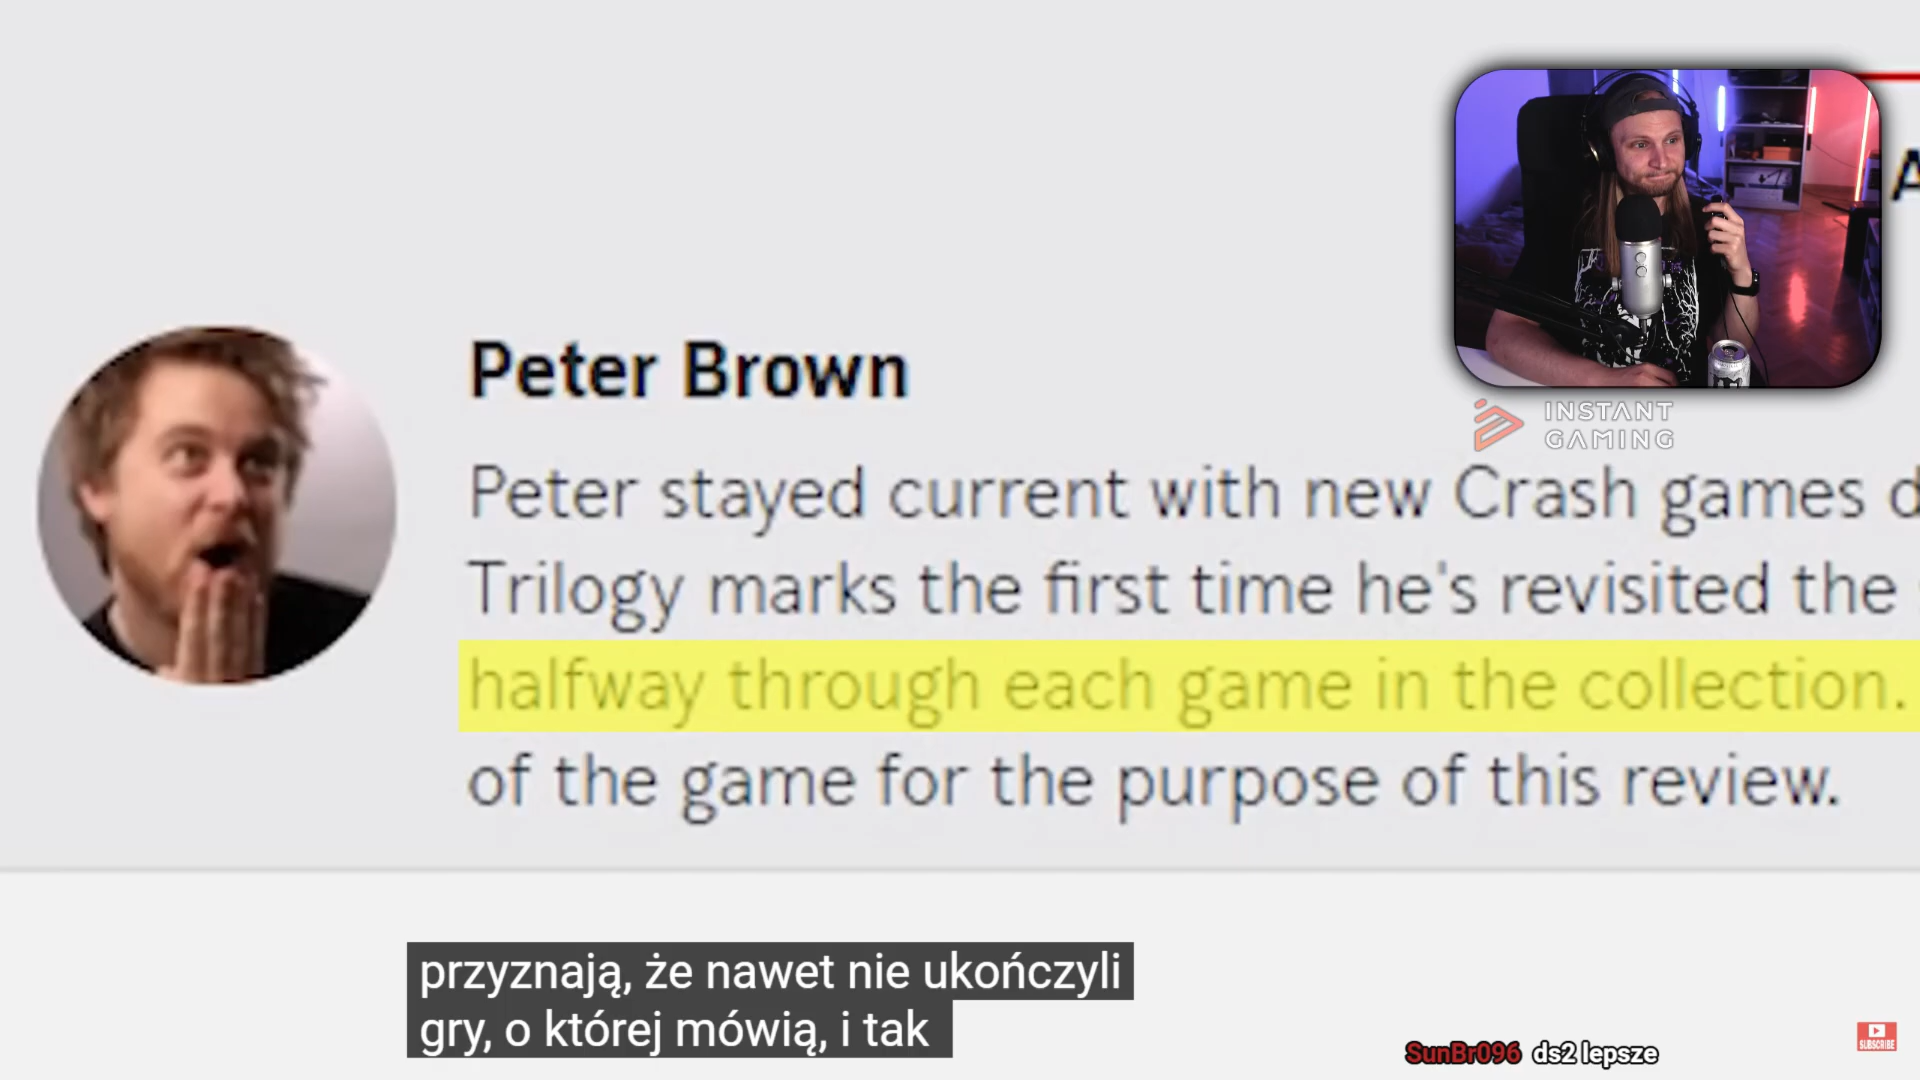 A
INSTANT
GAMING
Peter Brown
Peter stayed current with new Crash games d
Trilogy marks the first time he's revisited the
halfway through each game in the collection.
of the game for the purpose of this review.
przyznają, że nawet nie ukończyli
gry, o której mówią, i tak
SunBr096 ds2 lepsze
SUBSCRIBE